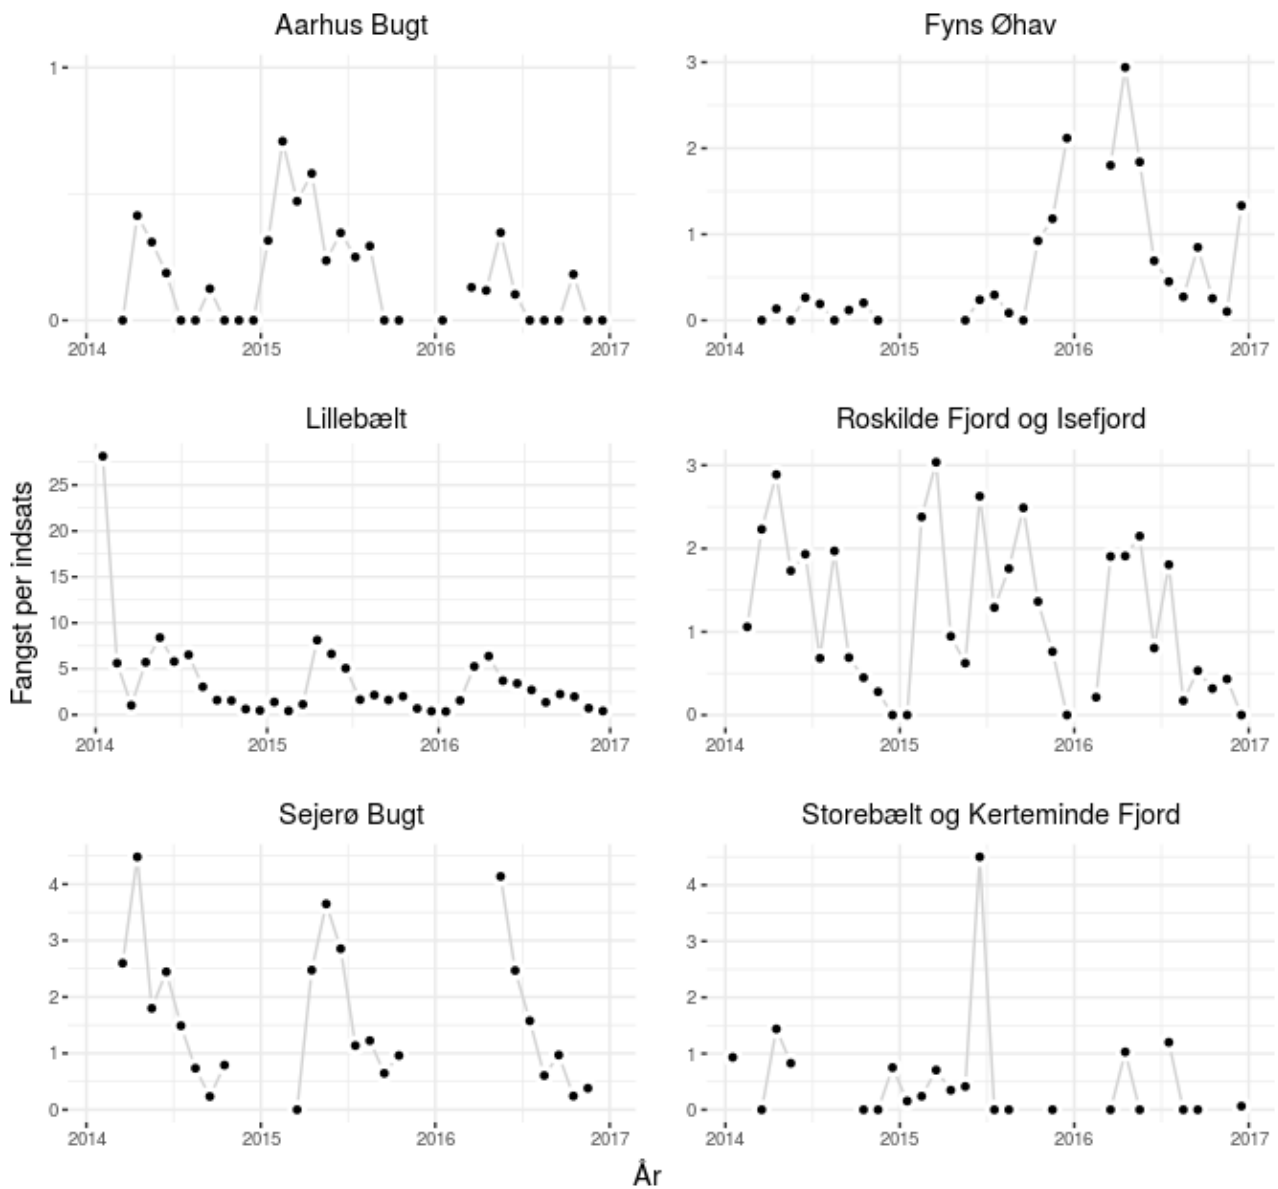 Aarhus Bugt
1
0
2014 2015 2016 2017
Fyns Øhav
3
2
1
0
2014 2015 2016 2017
Fangst per indsats
Lillebælt
25
20
15
10
5
0
2014 2015 2016 2017
Roskilde Fjord og Isefjord
3
2
1
0
2014 2015 2016 2017
Sejerø Bugt
4
3
2
1
0
2014 2015 2016 2017
Storebælt og Kerteminde Fjord
4
3
2
1
0
2014 2015 2016 2017
År